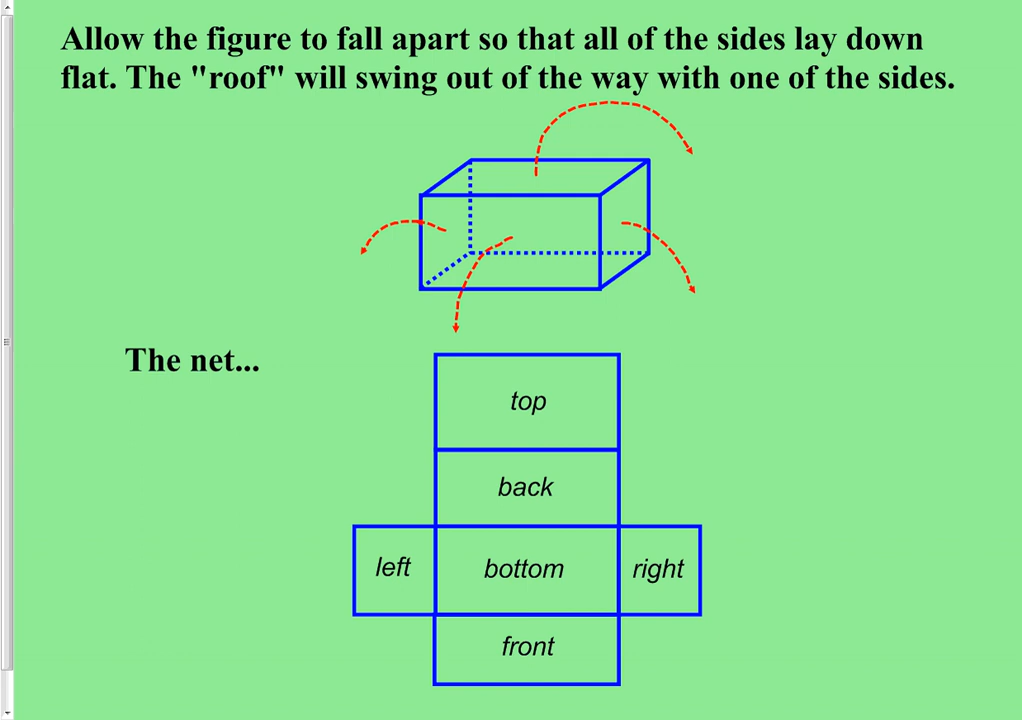 Allow the figure to fall apart so that all of the sides lay down
flat. The "roof" will swing out of the way with one of the sides.
The net...
top
back
left bottom right
front